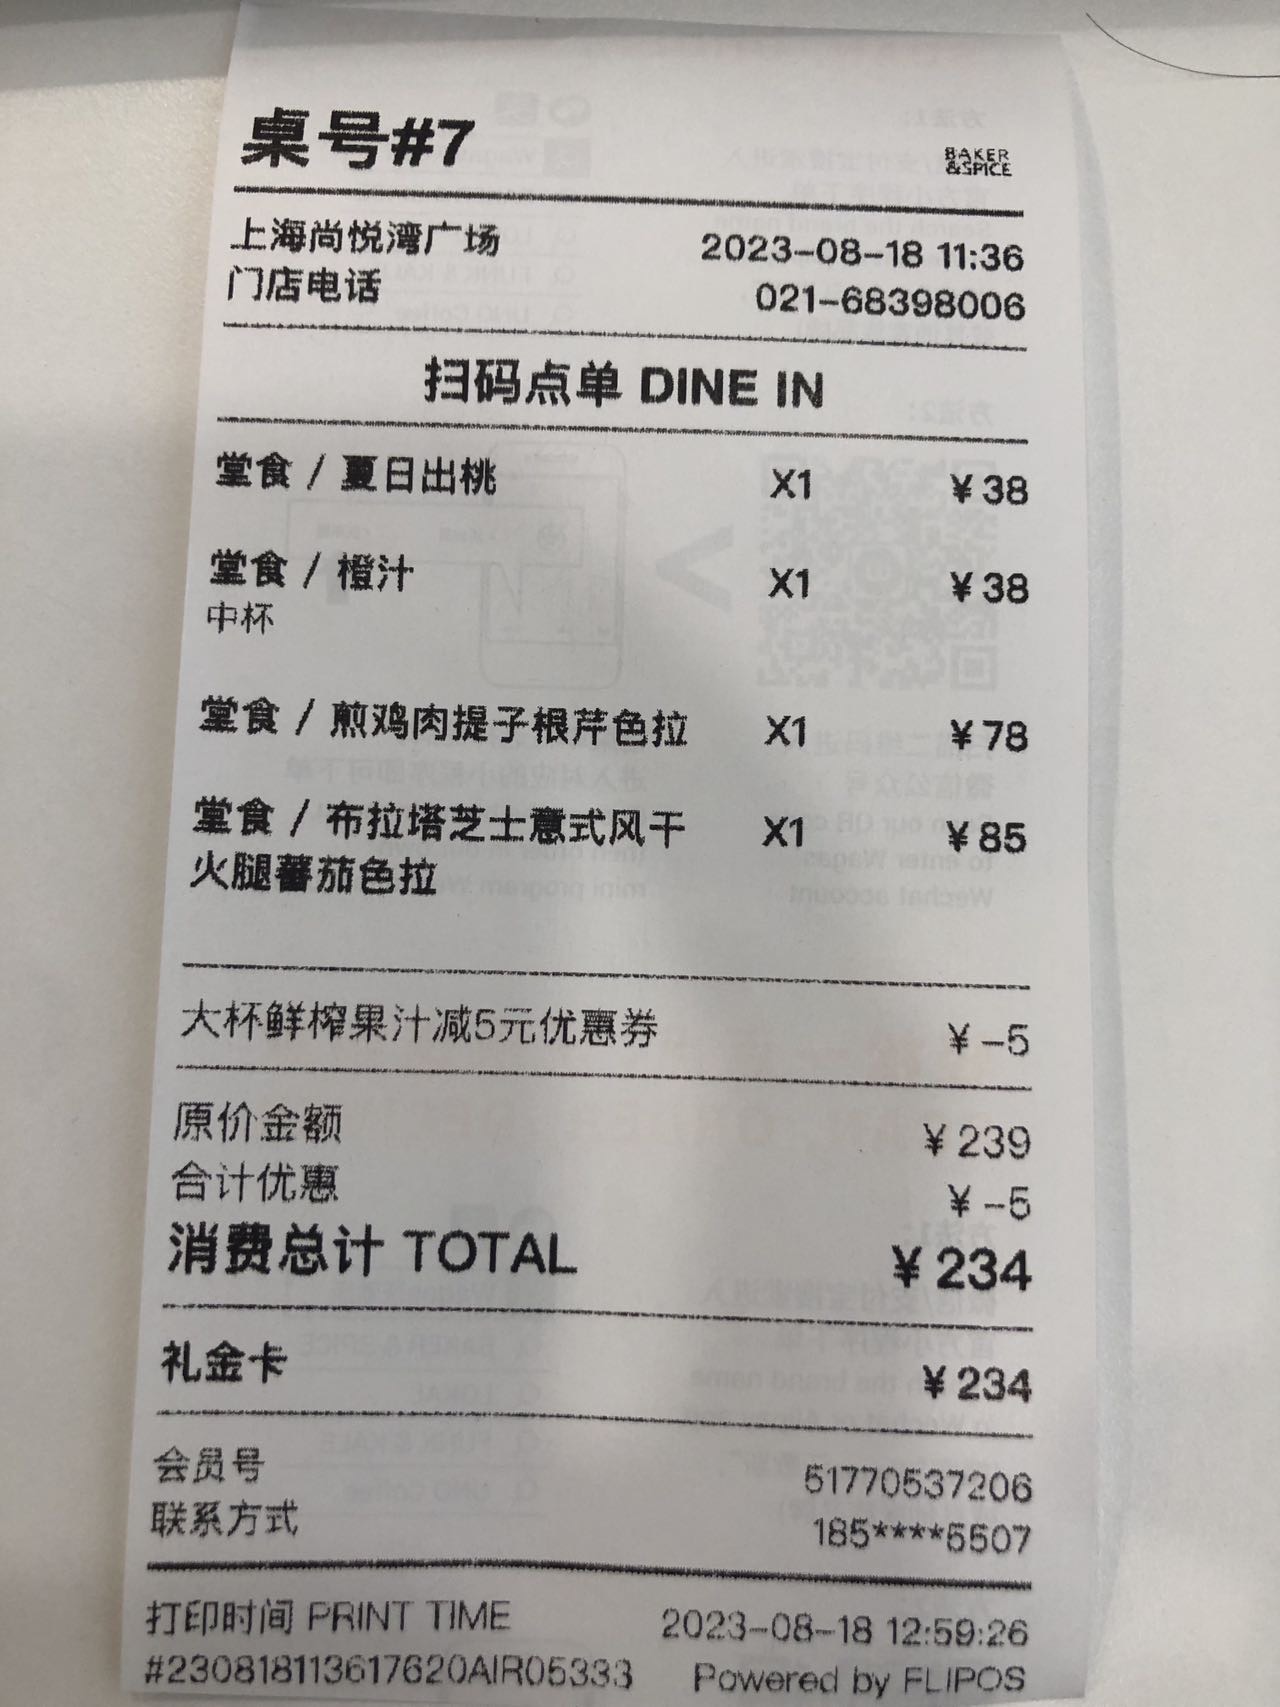 桌号#7
BAKER
&SPICE
上海尚悦湾广场 2023-08-18 11:36
门店电话 021-68398006
扫码点单 DINE IN
堂食 / 夏日出桃 X1 ¥38
堂食 / 橙汁 X1 ¥38
中杯
堂食 / 煎鸡肉提子根芹色拉 X1 ¥78
堂食 / 布拉塔芝士意式风干 X1 ¥85
火腿蕃茄色拉
大杯鲜榨果汁减5元优惠券 ¥-5
原价金额 ¥239
合计优惠 ¥-5
消费总计 TOTAL ¥234
礼金卡 ¥234
会员号 51770537206
联系方式 185****5507
打印时间 PRINT TIME 2023-08-18 12:59:26
#230818113617620AIR05333 Powered by FLIPOS